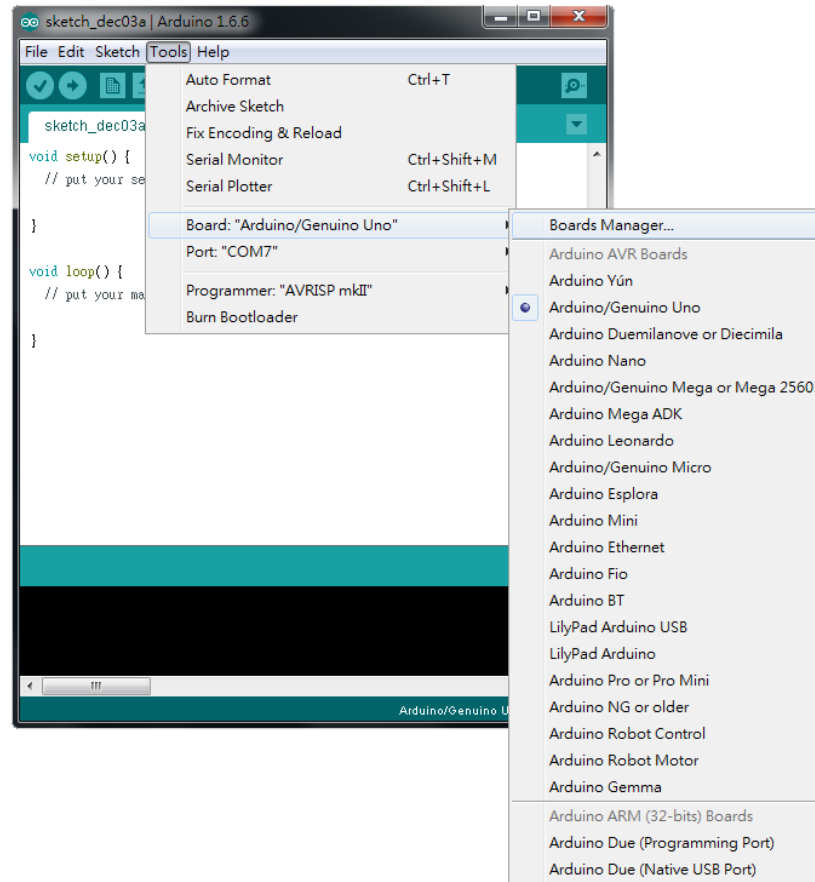 sketch_dec03a | Arduino 1.6.6
File Edit Sketch Tools Help
Auto Format Ctrl+T
Archive Sketch
Fix Encoding & Reload
Serial Monitor Ctrl+Shift+M
Serial Plotter Ctrl+Shift+L
Board: "Arduino/Genuino Uno"
Port: "COM7"
Programmer: "AVRISP mkII"
Burn Bootloader
sketch_dec03a
void setup() {
// put your se
}
void loop() {
// put your ma
}
Arduino/Genuino U
Boards Manager...
Arduino AVR Boards
Arduino Yún
Arduino/Genuino Uno
Arduino Duemilanove or Diecimila
Arduino Nano
Arduino/Genuino Mega or Mega 2560
Arduino Mega ADK
Arduino Leonardo
Arduino/Genuino Micro
Arduino Esplora
Arduino Mini
Arduino Ethernet
Arduino Fio
Arduino BT
LilyPad Arduino USB
LilyPad Arduino
Arduino Pro or Pro Mini
Arduino NG or older
Arduino Robot Control
Arduino Robot Motor
Arduino Gemma
Arduino ARM (32-bits) Boards
Arduino Due (Programming Port)
Arduino Due (Native USB Port)